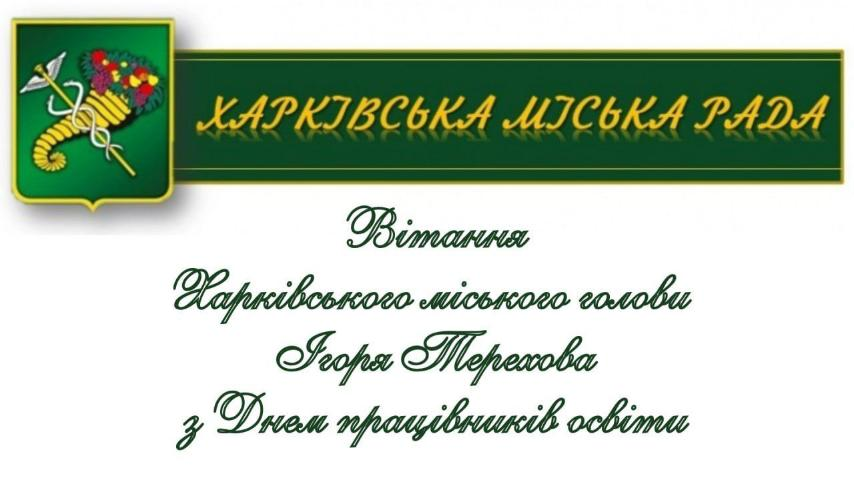 ХАРКІВСЬКА МІСЬКА РАДА
Вітання
Харківського міського голови
Ігоря Терехова
з Днем працівників освіти